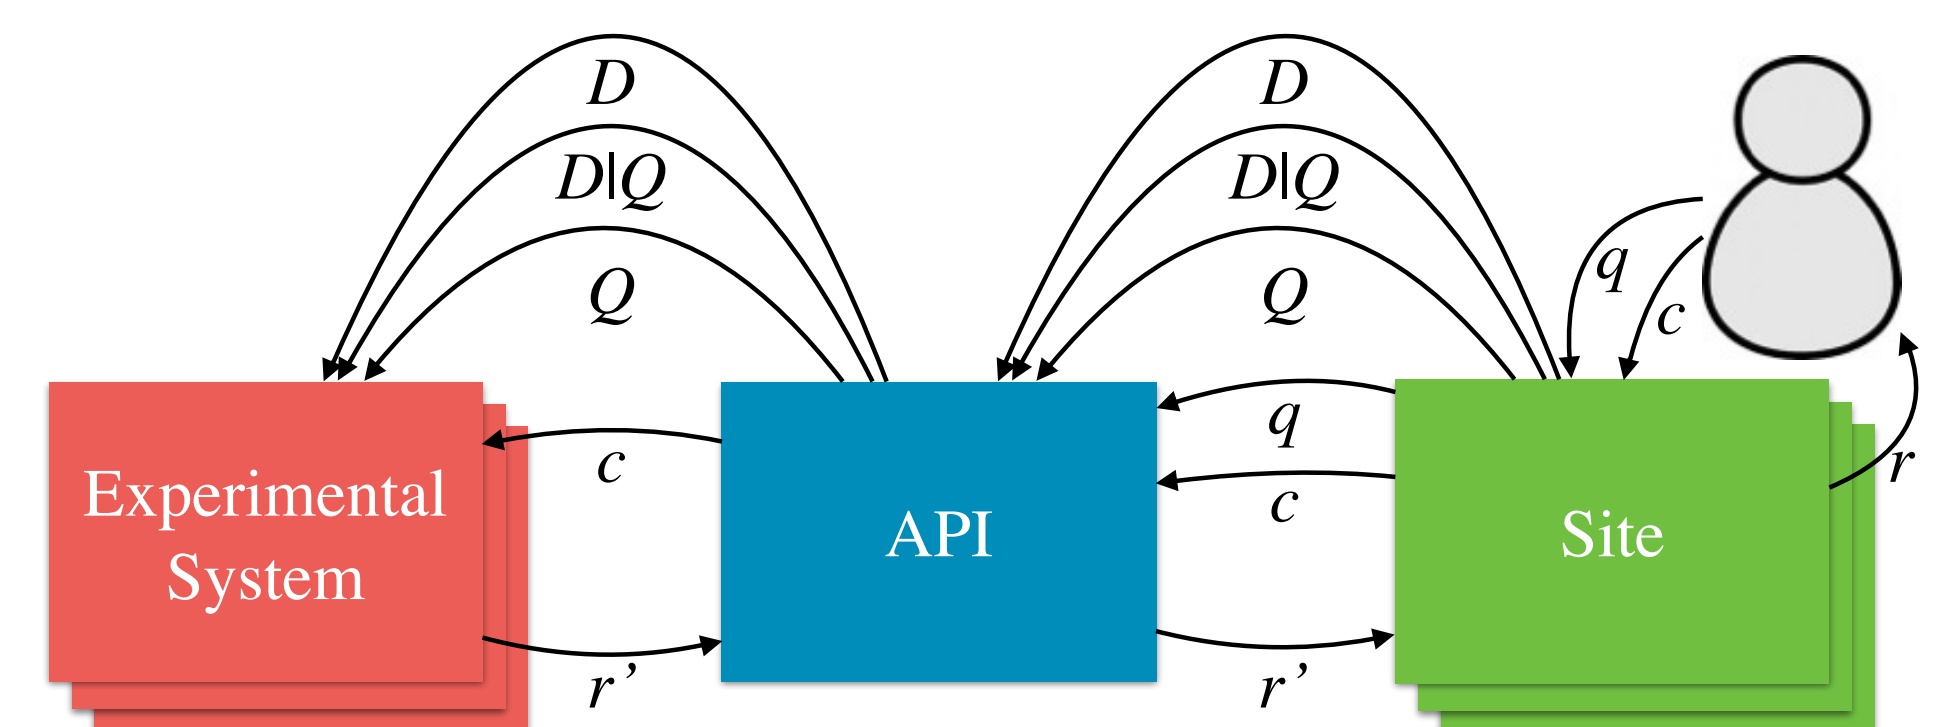 D
D
D|Q
D|Q
Q
Q
q
c
q
c
c
r
Experimental
System
API
Site
r’
r’